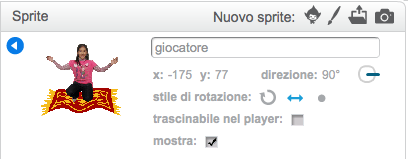 Sprite Nuovo sprite:
giocatore
x: -175 y: 77 direzione: 90°
stile di rotazione:
trascinabile nel player:
mostra: